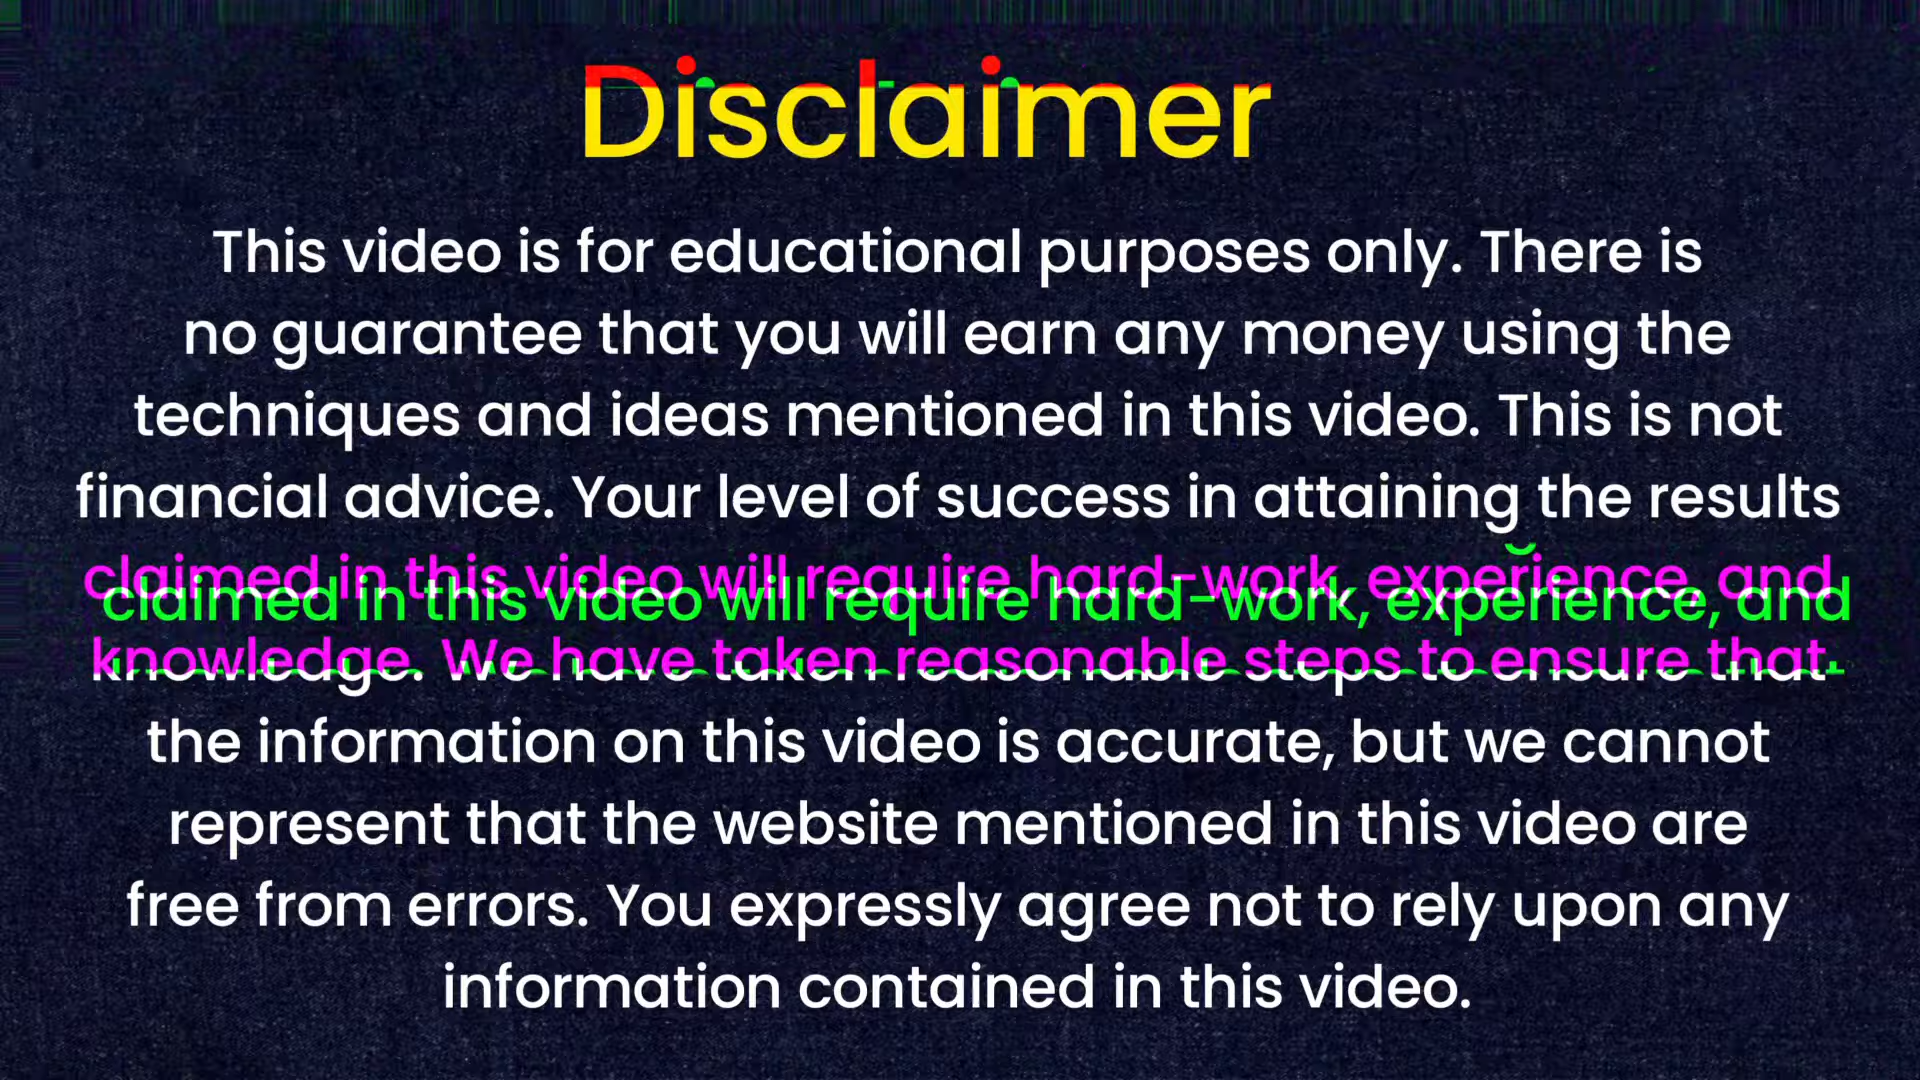 Disclaimer
This video is for educational purposes only. There is
no guarantee that you will earn any money using the
techniques and ideas mentioned in this video. This is not
financial advice. Your level of success in attaining the results
claimed in this video will require hard-work, experience, and
knowledge. We have taken reasonable steps to ensure that
the information on this video is accurate, but we cannot
represent that the website mentioned in this video are
free from errors. You expressly agree not to rely upon any
information contained in this video.